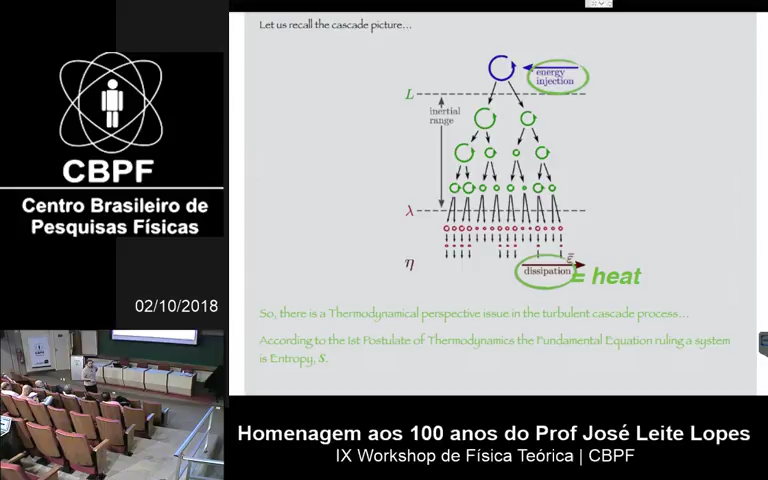 Let us recall the cascade picture...
energy
injection
L
inertial
range
λ
η
dissipation
= heat
So, there is a Thermodynamical perspective issue in the turbulent cascade process...
According to the 1st Postulate of Thermodynamics the Fundamental Equation ruling a system
is Entropy, S.
CBPF
Centro Brasileiro de
Pesquisas Físicas
02/10/2018
Homenagem aos 100 anos do Prof José Leite Lopes
IX Workshop de Física Teórica | CBPF